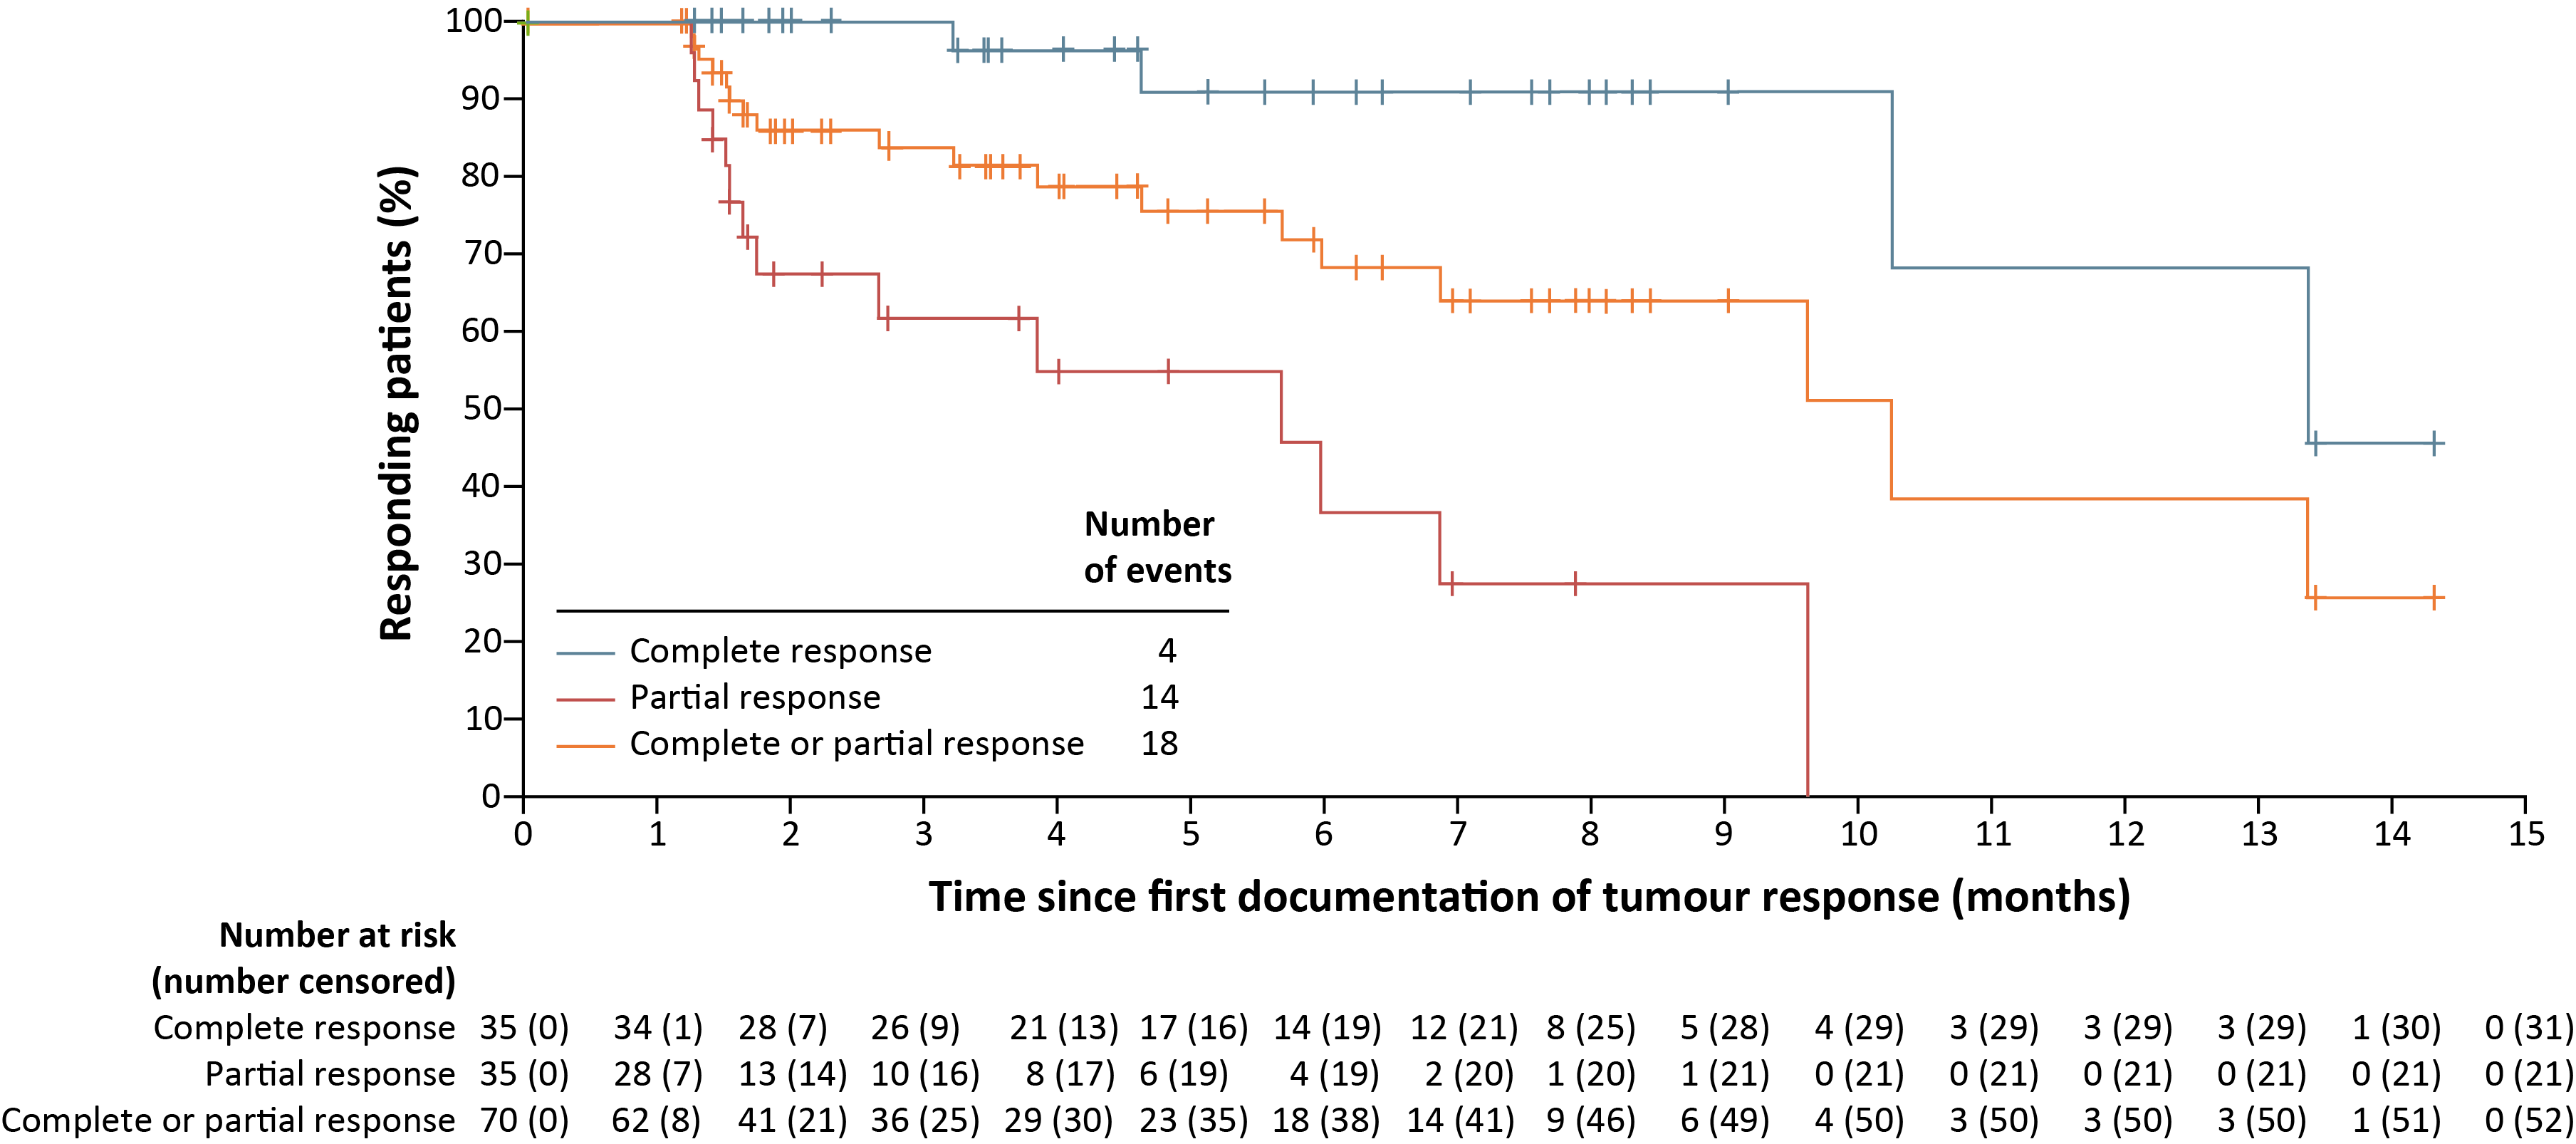 Responding patients (%)
100
90
80
70
60
50
40
30
20
10
0
Number
of events
Complete response 4
Partial response 14
Complete or partial response 18
0 1 2 3 4 5 6 7 8 9 10 11 12 13 14 15
Time since first documentation of tumour response (months)
Number at risk
(number censored)
Complete response 35 (0) 34 (1) 28 (7) 26 (9) 21 (13) 17 (16) 14 (19) 12 (21) 8 (25) 5 (28) 4 (29) 3 (29) 3 (29) 3 (29) 1 (30) 0 (31)
Partial response 35 (0) 28 (7) 13 (14) 10 (16) 8 (17) 6 (19) 4 (19) 2 (20) 1 (20) 1 (21) 0 (21) 0 (21) 0 (21) 0 (21) 0 (21) 0 (21)
Complete or partial response 70 (0) 62 (8) 41 (21) 36 (25) 29 (30) 23 (35) 18 (38) 14 (41) 9 (46) 6 (49) 4 (50) 3 (50) 3 (50) 3 (50) 1 (51) 0 (52)